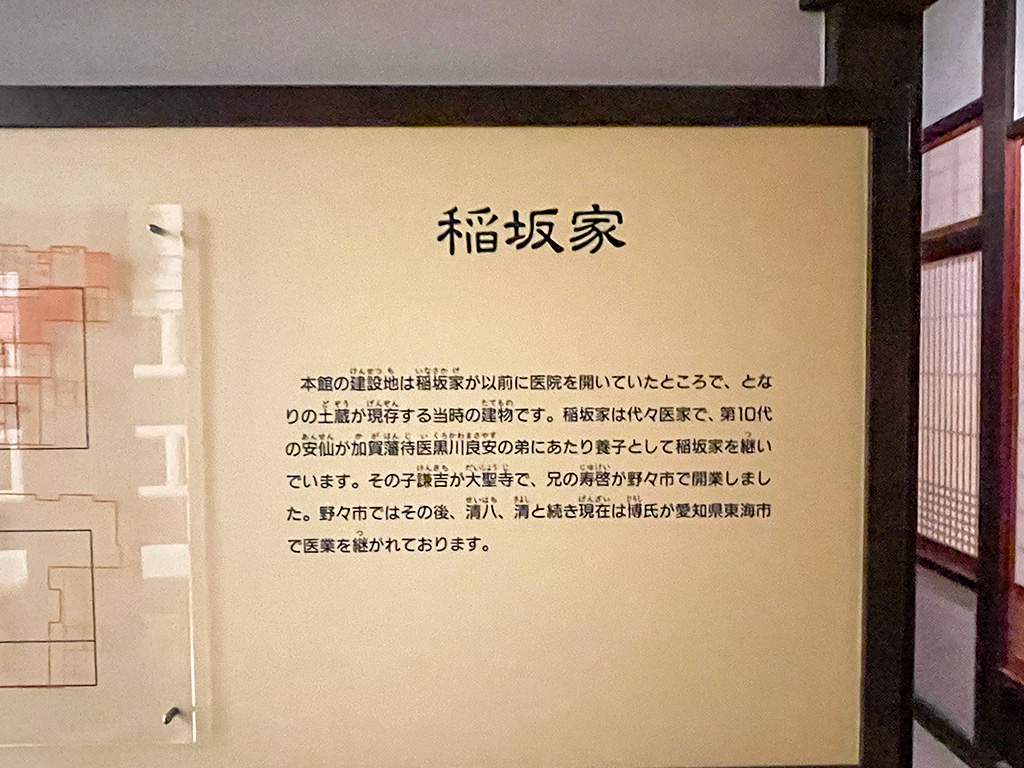 稲坂家
本館の建設地は稲坂家が以前に医院を開いていたところで、とな
りの土蔵が現存する当時の建物です。稲坂家は代々医家で、第10代
の安仙が加賀藩待医黒川良安の弟にあたり養子として稲坂家を継い
でいます。その子謙吉が大聖寺で、兄の寿啓が野々市で開業しまし
た。野々市ではその後、清八、清と続き現在は博氏が愛知県東海市
で医業を継がれております。